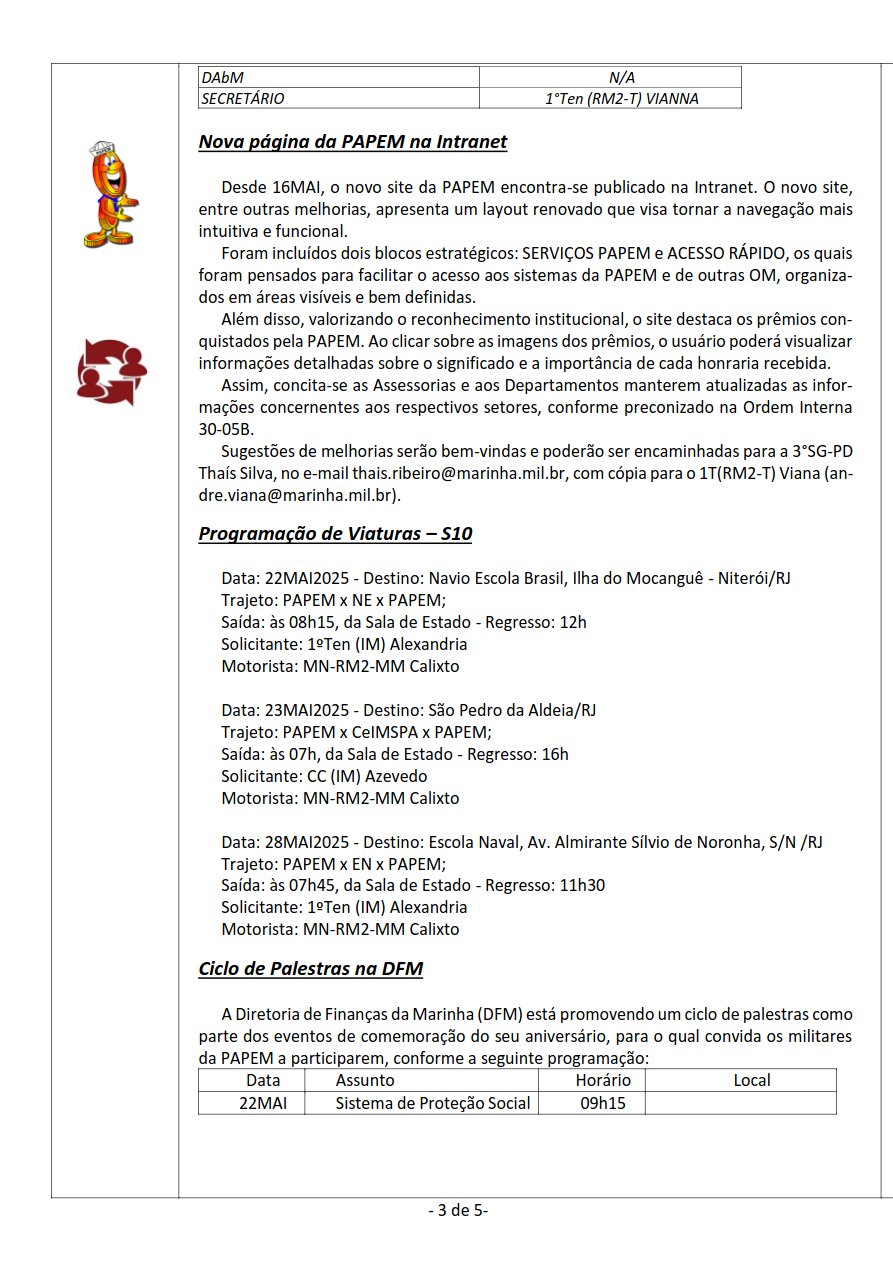 DAbM N/A
SECRETÁRIO 1°Ten (RM2-T) VIANNA
Nova página da PAPEM na Intranet
Desde 16MAI, o novo site da PAPEM encontra-se publicado na Intranet. O novo site,
entre outras melhorias, apresenta um layout renovado que visa tornar a navegação mais
intuitiva e funcional.
Foram incluídos dois blocos estratégicos: SERVIÇOS PAPEM e ACESSO RÁPIDO, os quais
foram pensados para facilitar o acesso aos sistemas da PAPEM e de outras OM, organiza-
dos em áreas visíveis e bem definidas.
Além disso, valorizando o reconhecimento institucional, o site destaca os prêmios con-
quistados pela PAPEM. Ao clicar sobre as imagens dos prêmios, o usuário poderá visualizar
informações detalhadas sobre o significado e a importância de cada honraria recebida.
Assim, concita-se as Assessorias e aos Departamentos manterem atualizadas as infor-
mações concernentes aos respectivos setores, conforme preconizado na Ordem Interna
30-05B.
Sugestões de melhorias serão bem-vindas e poderão ser encaminhadas para a 3°SG-PD
Thaís Silva, no e-mail thais.ribeiro@marinha.mil.br, com cópia para o 1T(RM2-T) Viana (an-
dre.viana@marinha.mil.br).
Programação de Viaturas – S10
Data: 22MAI2025 - Destino: Navio Escola Brasil, Ilha do Mocanguê - Niterói/RJ
Trajeto: PAPEM x NE x PAPEM;
Saída: às 08h15, da Sala de Estado - Regresso: 12h
Solicitante: 1ºTen (IM) Alexandria
Motorista: MN-RM2-MM Calixto
Data: 23MAI2025 - Destino: São Pedro da Aldeia/RJ
Trajeto: PAPEM x CeIMSPA x PAPEM;
Saída: às 07h, da Sala de Estado - Regresso: 16h
Solicitante: CC (IM) Azevedo
Motorista: MN-RM2-MM Calixto
Data: 28MAI2025 - Destino: Escola Naval, Av. Almirante Sílvio de Noronha, S/N /RJ
Trajeto: PAPEM x EN x PAPEM;
Saída: às 07h45, da Sala de Estado - Regresso: 11h30
Solicitante: 1ºTen (IM) Alexandria
Motorista: MN-RM2-MM Calixto
Ciclo de Palestras na DFM
A Diretoria de Finanças da Marinha (DFM) está promovendo um ciclo de palestras como
parte dos eventos de comemoração do seu aniversário, para o qual convida os militares
da PAPEM a participarem, conforme a seguinte programação:
Data Assunto Horário Local
22MAI Sistema de Proteção Social 09h15
- 3 de 5-